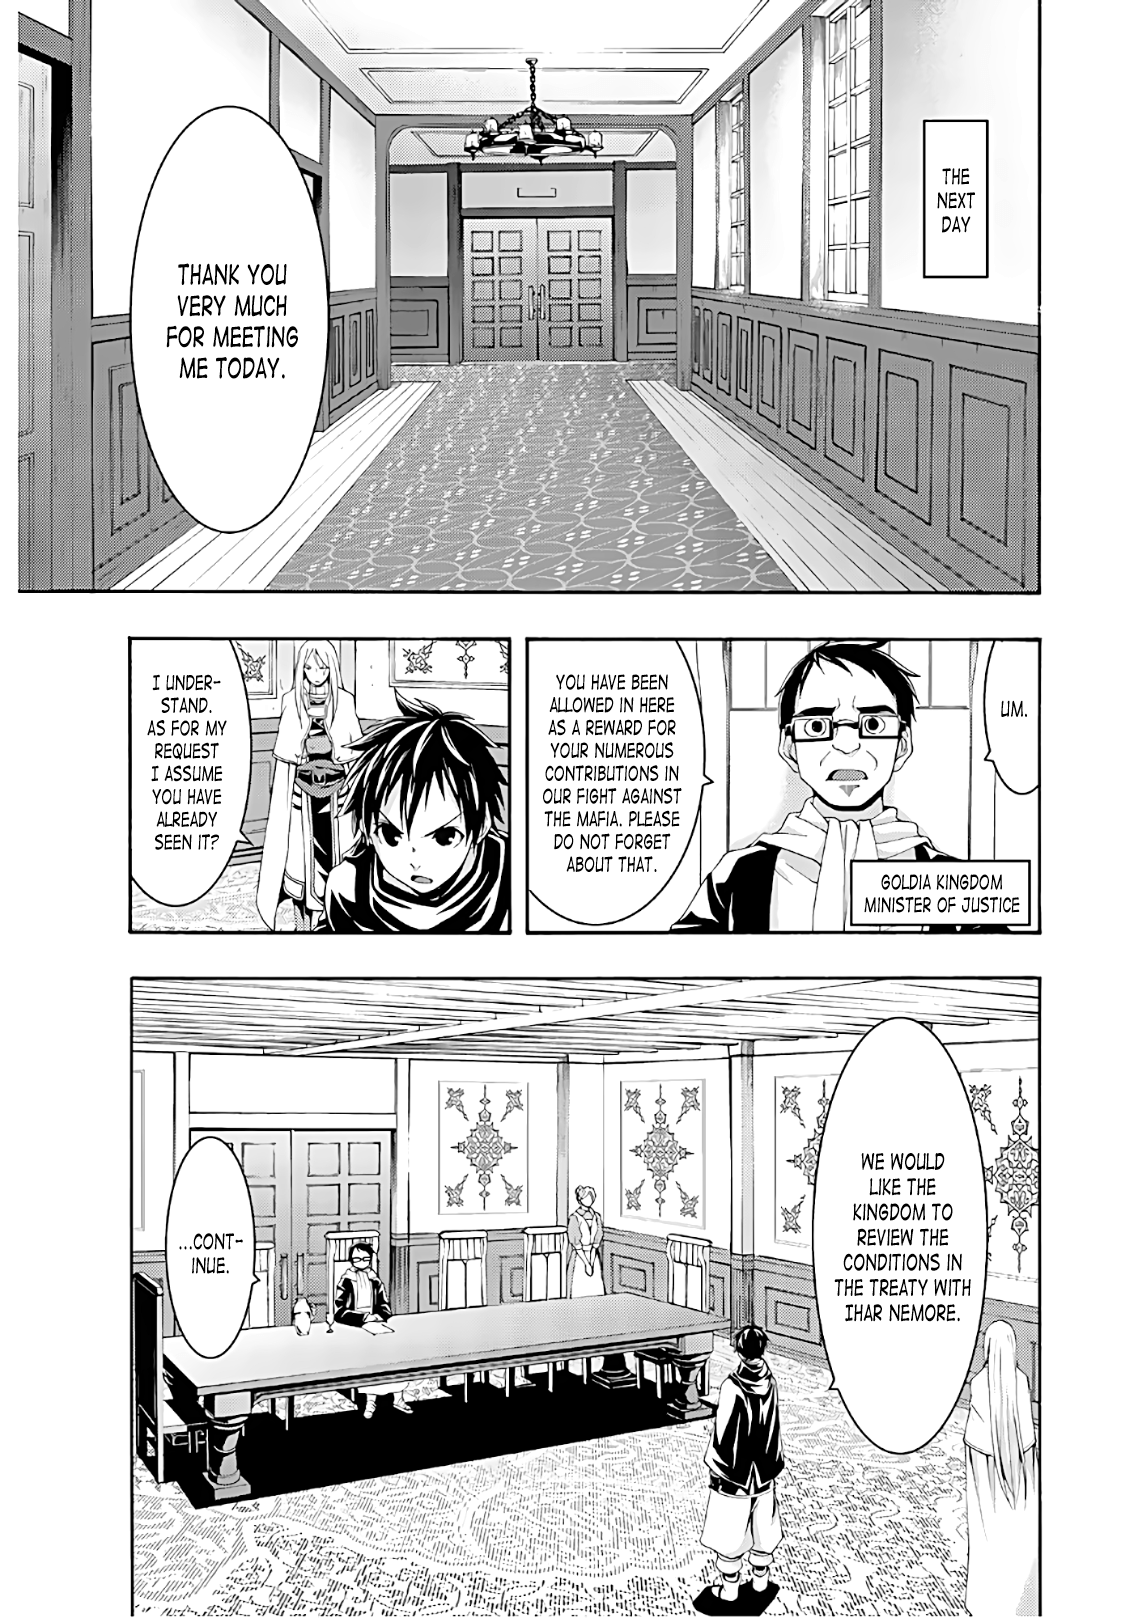 THE
NEXT
DAY
THANK YOU
VERY MUCH
FOR MEETING
ME TODAY.
UM.
YOU HAVE BEEN
ALLOWED IN HERE
AS A REWARD FOR
YOUR NUMEROUS
CONTRIBUTIONS IN
OUR FIGHT AGAINST
THE MAFIA. PLEASE
DO NOT FORGET
ABOUT THAT.
GOLDIA KINGDOM
MINISTER OF JUSTICE
I UNDER-
STAND.
AS FOR MY
REQUEST
I ASSUME
YOU HAVE
ALREADY
SEEN IT?
WE WOULD
LIKE THE
KINGDOM TO
REVIEW THE
CONDITIONS IN
THE TREATY WITH
IHAR NEMORE.
...CONT-
INUE.